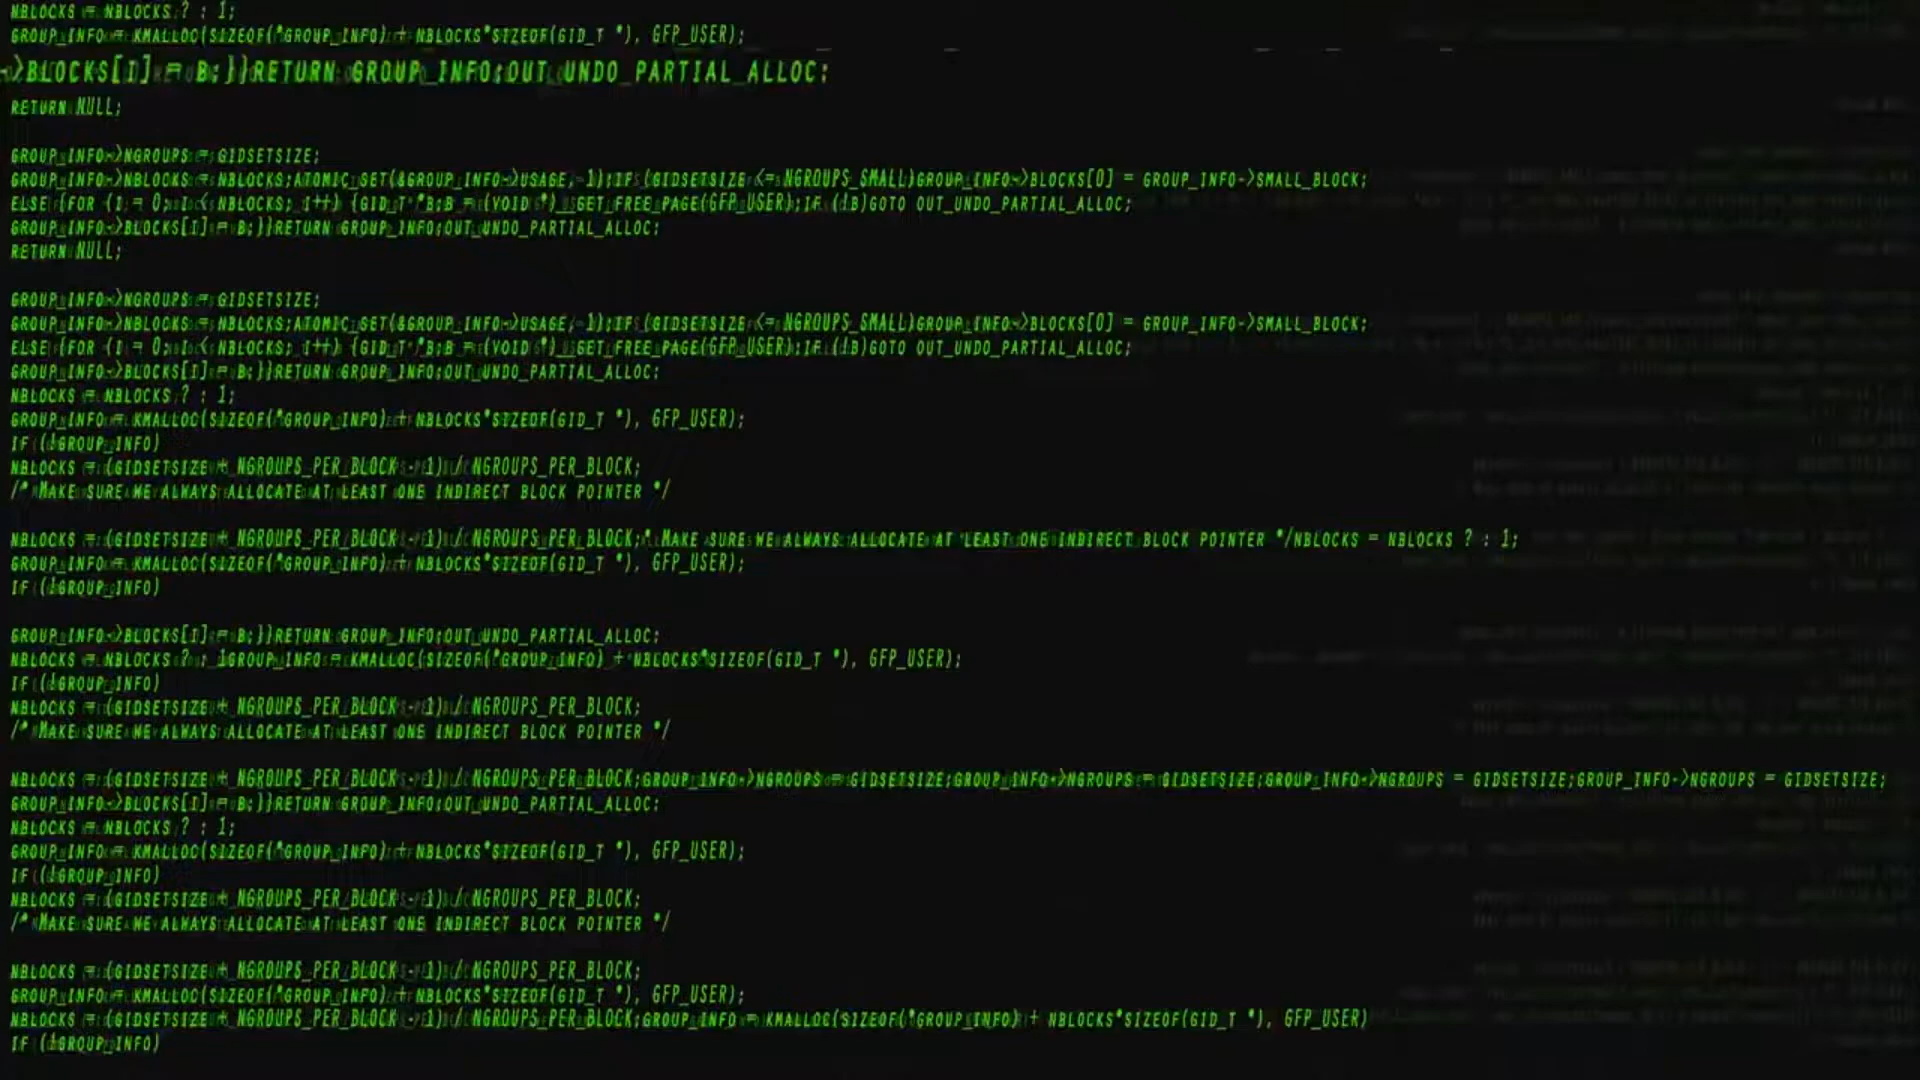 NBLOCKS = NBLOCKS ? : 1;
GROUP_INFO = KMALLOC(SIZEOF(*GROUP_INFO) + NBLOCKS*SIZEOF(GID_T *), GFP_USER);
->BLOCKS[I] = B;}}RETURN GROUP_INFO;OUT_UNDO_PARTIAL_ALLOC:
RETURN NULL;
GROUP_INFO->NGROUPS = GIDSETSIZE;
GROUP_INFO->NBLOCKS = NBLOCKS;ATOMIC_SET(&GROUP_INFO->USAGE, 1);IF (GIDSETSIZE <= NGROUPS_SMALL)GROUP_INFO->BLOCKS[0] = GROUP_INFO->SMALL_BLOCK;
ELSE {FOR (I = 0; I < NBLOCKS; I++) {GID_T *B;B = (VOID *)__GET_FREE_PAGE(GFP_USER);IF (!B)GOTO OUT_UNDO_PARTIAL_ALLOC;
GROUP_INFO->BLOCKS[I] = B;}}RETURN GROUP_INFO;OUT_UNDO_PARTIAL_ALLOC:
RETURN NULL;
GROUP_INFO->NGROUPS = GIDSETSIZE;
GROUP_INFO->NBLOCKS = NBLOCKS;ATOMIC_SET(&GROUP_INFO->USAGE, 1);IF (GIDSETSIZE <= NGROUPS_SMALL)GROUP_INFO->BLOCKS[0] = GROUP_INFO->SMALL_BLOCK;
ELSE {FOR (I = 0; I < NBLOCKS; I++) {GID_T *B;B = (VOID *)__GET_FREE_PAGE(GFP_USER);IF (!B)GOTO OUT_UNDO_PARTIAL_ALLOC;
GROUP_INFO->BLOCKS[I] = B;}}RETURN GROUP_INFO;OUT_UNDO_PARTIAL_ALLOC:
NBLOCKS = NBLOCKS ? : 1;
GROUP_INFO = KMALLOC(SIZEOF(*GROUP_INFO) + NBLOCKS*SIZEOF(GID_T *), GFP_USER);
IF (!GROUP_INFO)
NBLOCKS = (GIDSETSIZE + NGROUPS_PER_BLOCK - 1) / NGROUPS_PER_BLOCK;
/* MAKE SURE WE ALWAYS ALLOCATE AT LEAST ONE INDIRECT BLOCK POINTER */
NBLOCKS = (GIDSETSIZE + NGROUPS_PER_BLOCK - 1) / NGROUPS_PER_BLOCK;* MAKE SURE WE ALWAYS ALLOCATE AT LEAST ONE INDIRECT BLOCK POINTER */NBLOCKS = NBLOCKS ? : 1;
GROUP_INFO = KMALLOC(SIZEOF(*GROUP_INFO) + NBLOCKS*SIZEOF(GID_T *), GFP_USER);
IF (!GROUP_INFO)
GROUP_INFO->BLOCKS[I] = B;}}RETURN GROUP_INFO;OUT_UNDO_PARTIAL_ALLOC:
NBLOCKS = NBLOCKS ? : 1GROUP_INFO = KMALLOC(SIZEOF(*GROUP_INFO) + NBLOCKS*SIZEOF(GID_T *), GFP_USER);
IF (!GROUP_INFO)
NBLOCKS = (GIDSETSIZE + NGROUPS_PER_BLOCK - 1) / NGROUPS_PER_BLOCK;
/* MAKE SURE WE ALWAYS ALLOCATE AT LEAST ONE INDIRECT BLOCK POINTER */
NBLOCKS = (GIDSETSIZE + NGROUPS_PER_BLOCK - 1) / NGROUPS_PER_BLOCK;GROUP_INFO->NGROUPS = GIDSETSIZE;GROUP_INFO->NGROUPS = GIDSETSIZE;GROUP_INFO->NGROUPS = GIDSETSIZE;GROUP_INFO->NGROUPS = GIDSETSIZE;
GROUP_INFO->BLOCKS[I] = B;}}RETURN GROUP_INFO;OUT_UNDO_PARTIAL_ALLOC:
NBLOCKS = NBLOCKS ? : 1;
GROUP_INFO = KMALLOC(SIZEOF(*GROUP_INFO) + NBLOCKS*SIZEOF(GID_T *), GFP_USER);
IF (!GROUP_INFO)
NBLOCKS = (GIDSETSIZE + NGROUPS_PER_BLOCK - 1) / NGROUPS_PER_BLOCK;
/* MAKE SURE WE ALWAYS ALLOCATE AT LEAST ONE INDIRECT BLOCK POINTER */
NBLOCKS = (GIDSETSIZE + NGROUPS_PER_BLOCK - 1) / NGROUPS_PER_BLOCK;
GROUP_INFO = KMALLOC(SIZEOF(*GROUP_INFO) + NBLOCKS*SIZEOF(GID_T *), GFP_USER);
NBLOCKS = (GIDSETSIZE + NGROUPS_PER_BLOCK - 1) / NGROUPS_PER_BLOCK;GROUP_INFO = KMALLOC(SIZEOF(*GROUP_INFO) + NBLOCKS*SIZEOF(GID_T *), GFP_USER)
IF (!GROUP_INFO)